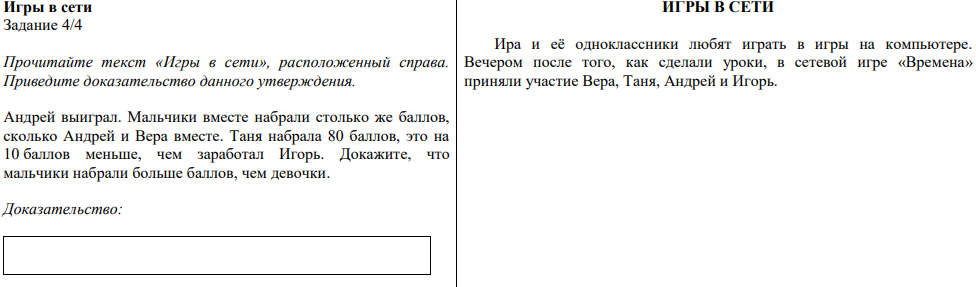 Игры в сети
Задание 4/4
Прочитайте текст «Игры в сети», расположенный справа.
Приведите доказательство данного утверждения.
Андрей выиграл. Мальчики вместе набрали столько же баллов,
сколько Андрей и Вера вместе. Таня набрала 80 баллов, это на
10 баллов меньше, чем заработал Игорь. Докажите, что
мальчики набрали больше баллов, чем девочки.
Доказательство:
ИГРЫ В СЕТИ
Ира и её одноклассники любят играть в игры на компьютере.
Вечером после того, как сделали уроки, в сетевой игре «Времена»
приняли участие Вера, Таня, Андрей и Игорь.